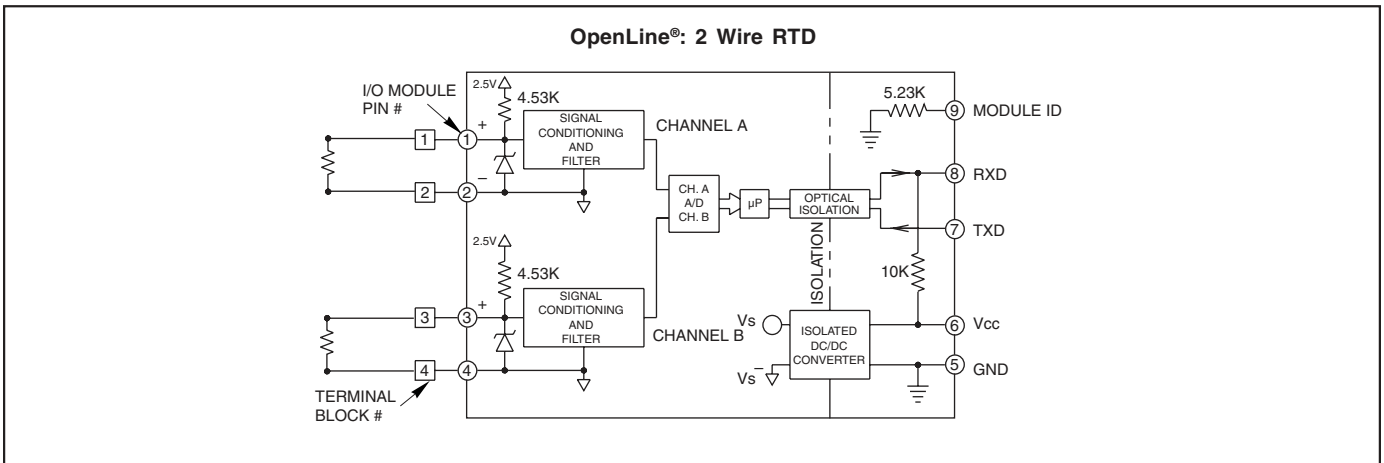 OpenLine®: 2 Wire RTD
I/O MODULE
PIN #
2.5V
4.53K
SIGNAL
CONDITIONING
AND
FILTER
CHANNEL A
5.23K
9 MODULE ID
1 1 +
2 2 –
CH. A
A/D
CH. B
µP
OPTICAL
ISOLATION
8 RXD
7 TXD
ISOLATION
10K
2.5V
4.53K
SIGNAL
CONDITIONING
AND
FILTER
CHANNEL B
3 3 +
4 4
Vs
Vs–
ISOLATED
DC/DC
CONVERTER
6 Vcc
5 GND
TERMINAL
BLOCK #